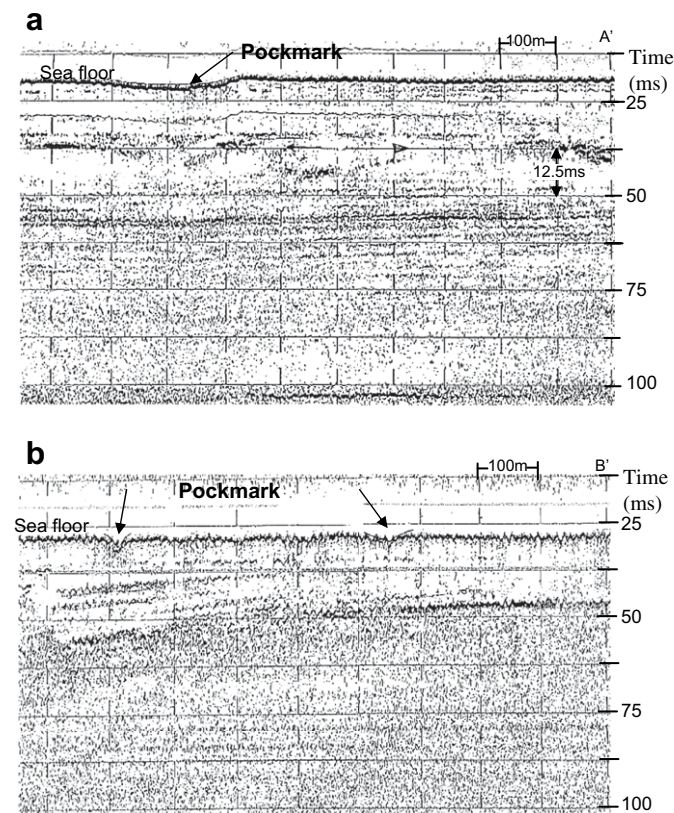 a
100m A’
Pockmark Time
Sea floor (ms)
25
12.5ms
50
75
100
b
100m B’
Pockmark Time
(ms)
Sea floor 25
50
75
100